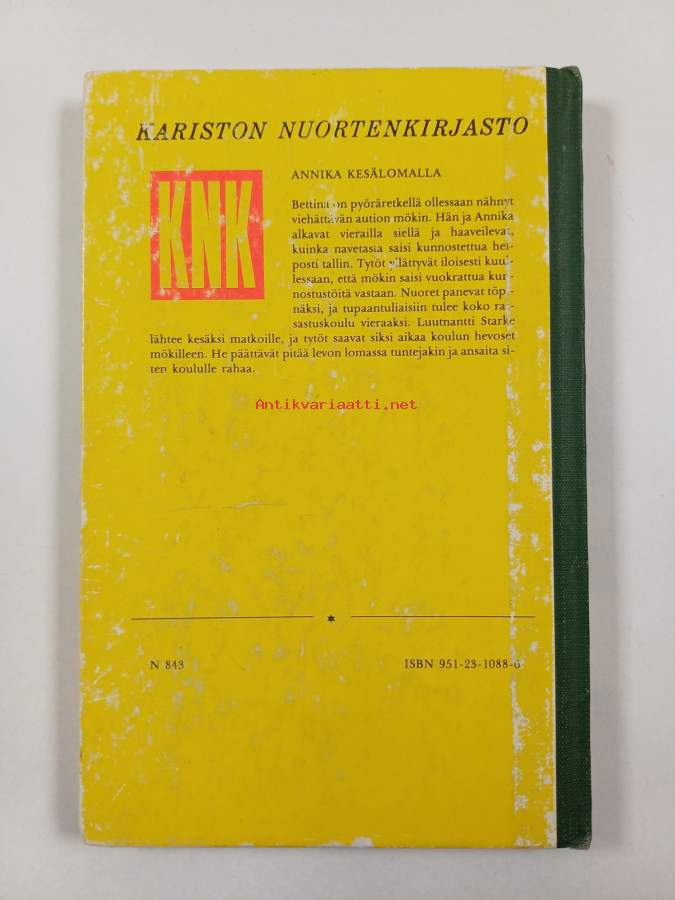 KARISTON NUORTENKIRJASTO
KNK
ANNIKA KESÄLOMALLA
Bettina on pyöräretkellä ollessaan nähnyt
viehättävän aution mökin. Hän ja Annika
alkavat vierailla siellä ja haaveilevat,
kuinka navetasta saisi kunnostettua hel-
posti tallin. Tytöt yllättyvät iloisesti kuul-
lessaan, että mökin saisi vuokrattua kun-
nostustöitä vastaan. Nuoret panevat töp-
näksi, ja tupaantuliaisiin tulee koko rat-
sastuskoulu vieraaksi. Luutnantti Starke
lähtee kesäksi matkoille, ja tytöt saavat siksi aikaa koulun hevoset
mökilleen. He päättävät pitää levon lomassa tuntejakin ja ansaita si-
ten koululle rahaa.
Antikvariaatti.net
N 843
ISBN 951-23-1088-0